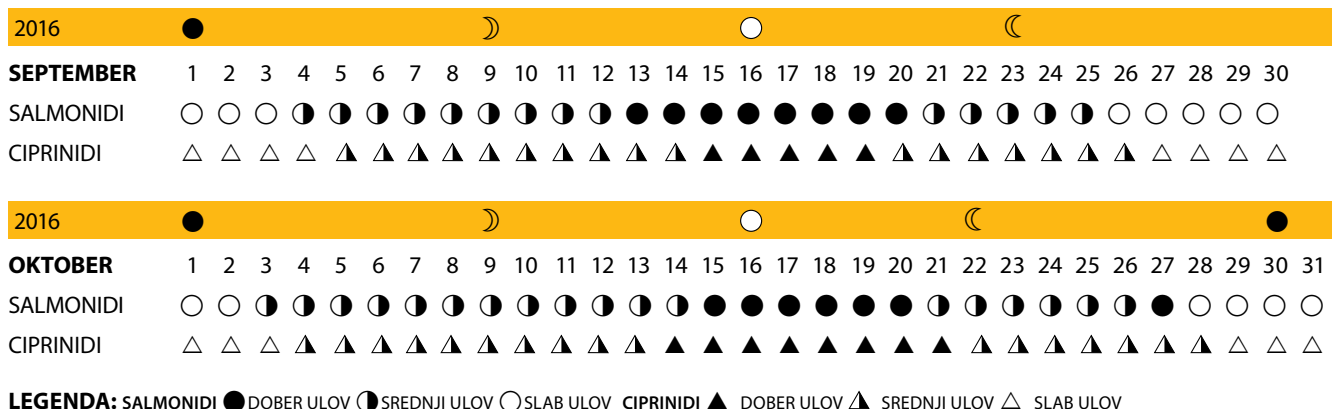 2016
SEPTEMBER 1 2 3 4 5 6 7 8 9 10 11 12 13 14 15 16 17 18 19 20 21 22 23 24 25 26 27 28 29 30
SALMONIDI
CIPRINIDI
2016
OKTOBER 1 2 3 4 5 6 7 8 9 10 11 12 13 14 15 16 17 18 19 20 21 22 23 24 25 26 27 28 29 30 31
SALMONIDI
CIPRINIDI
LEGENDA: SALMONIDI DOBER ULOV SREDNJI ULOV SLAB ULOV CIPRINIDI DOBER ULOV SREDNJI ULOV SLAB ULOV